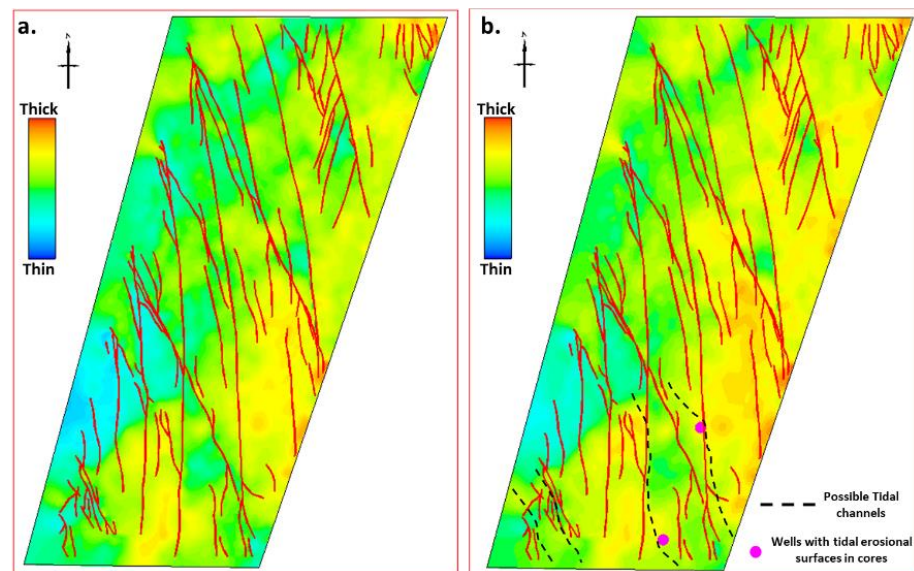 a.
N
Thick
Thin
b.
N
Thick
Thin
Possible Tidal
channels
Wells with tidal erosional
surfaces in cores